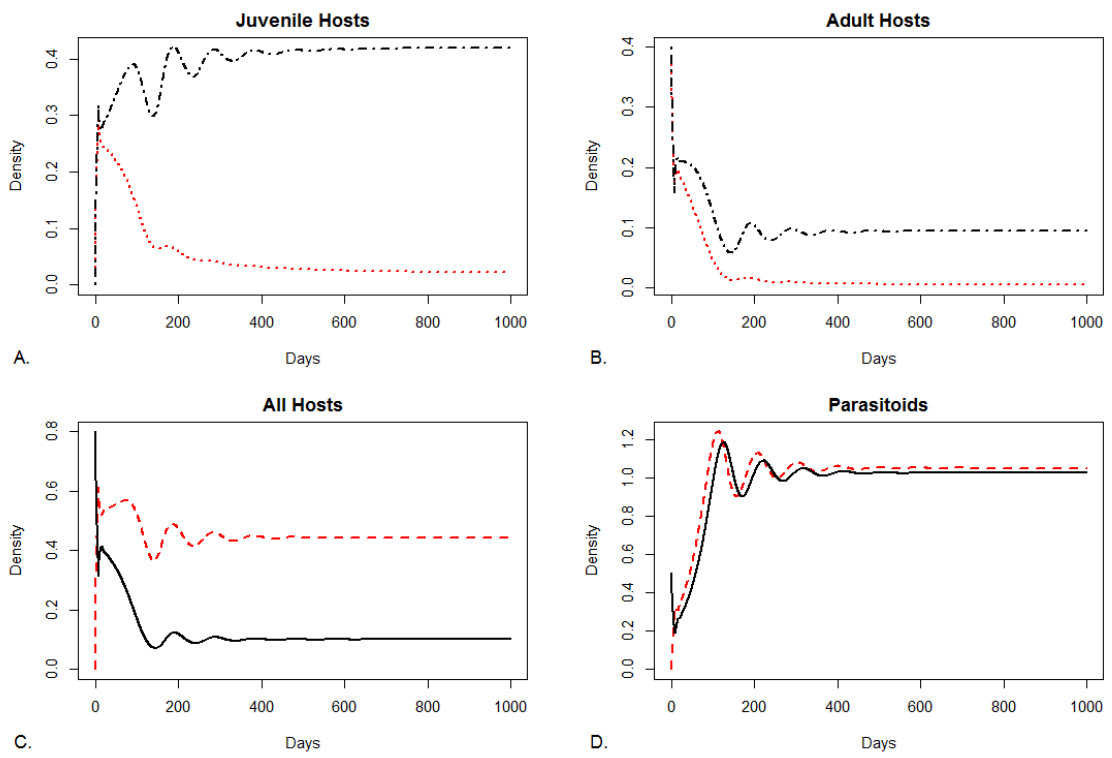 Juvenile Hosts
Density
0.0 0.1 0.2 0.3 0.4
0 200 400 600 800 1000
A.
Days
Adult Hosts
Density
0.0 0.1 0.2 0.3 0.4
0 200 400 600 800 1000
B.
Days
All Hosts
Density
0.0 0.2 0.4 0.6 0.8
0 200 400 600 800 1000
C.
Days
Parasitoids
Density
0.0 0.2 0.4 0.6 0.8 1.0 1.2
0 200 400 600 800 1000
D.
Days